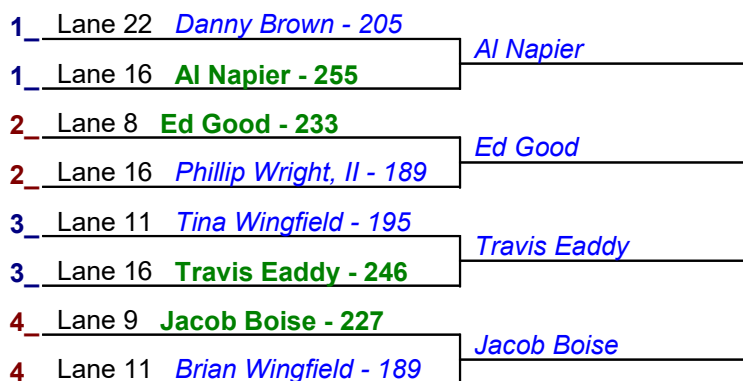 1_ Lane 22 Danny Brown - 205
Al Napier
1_ Lane 16 Al Napier - 255
2_ Lane 8 Ed Good - 233
Ed Good
2_ Lane 16 Phillip Wright, II - 189
3_ Lane 11 Tina Wingfield - 195
Travis Eaddy
3_ Lane 16 Travis Eaddy - 246
4_ Lane 9 Jacob Boise - 227
Jacob Boise
4 Lane 11 Brian Wingfield - 189